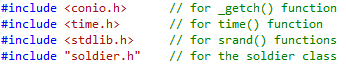 #include <conio.h>      // for _getch() function
#include <time.h>       // for time() function
#include <stdlib.h>     // for srand() functions
#include "soldier.h"    // for the soldier class